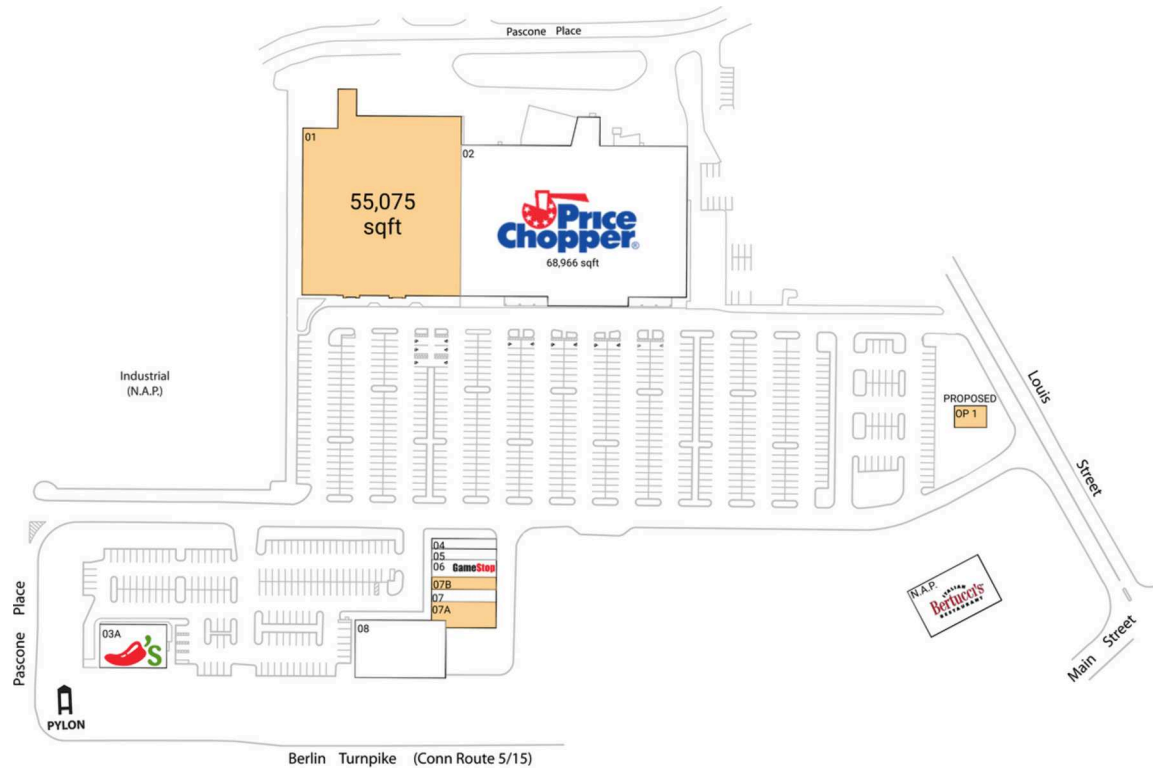 Pascone Place
01
02
55,075
sqft
Price
Chopper®
68,966 sqft
Industrial
(N.A.P.)
Louis Street
PROPOSED
OP 1
04
05
06 GameStop
07B
07
07A
08
03A
'S
N.A.P.
ITALIAN
Bertucci's
RESTAURANT
Main Street
Pascone Place
PYLON
Berlin Turnpike (Conn Route 5/15)